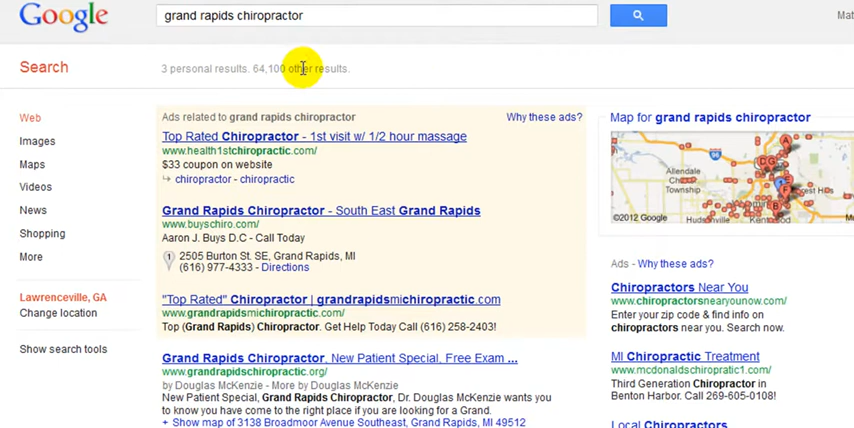 Google
grand rapids chiropractor
Mat
Search
3 personal results. 64,100 other results.
Web
Images
Maps
Videos
News
Shopping
More
Lawrenceville, GA
Change location
Show search tools
Ads related to grand rapids chiropractor
Why these ads?
Top Rated Chiropractor - 1st visit w/ 1/2 hour massage
www.health1stchiropractic.com/
$33 coupon on website
chiropractor - chiropractic
Grand Rapids Chiropractor - South East Grand Rapids
www.buyschiro.com/
Aaron J. Buys D.C - Call Today
1
2505 Burton St. SE, Grand Rapids, MI
(616) 977-4333 - Directions
"Top Rated" Chiropractor | grandrapidsmichiropractic.com
www.grandrapidsmichiropractic.com/
Top (Grand Rapids) Chiropractor. Get Help Today Call (616) 258-2403!
Grand Rapids Chiropractor, New Patient Special, Free Exam ...
www.grandrapidschiropractic.org/
by Douglas McKenzie - More by Douglas McKenzie
New Patient Special, Grand Rapids Chiropractor, Dr. Douglas McKenzie wants you
to know you have come to the right place if you are looking for a Grand.
+ Show map of 3138 Broadmoor Avenue Southeast, Grand Rapids, MI 49512
Map for grand rapids chiropractor
A
96
D G
Allendale
Township
E
F
B
Hudsonville
©2012 Google
Ads - Why these ads?
Chiropractors Near You
www.chiropractorsnearyounow.com/
Enter your zip code & find info on
chiropractors near you. Search now.
MI Chiropractic Treatment
www.mcdonaldschiropratic1.com/
Third Generation Chiropractor in
Benton Harbor. Call 269-605-0108!
Local Chiropractors